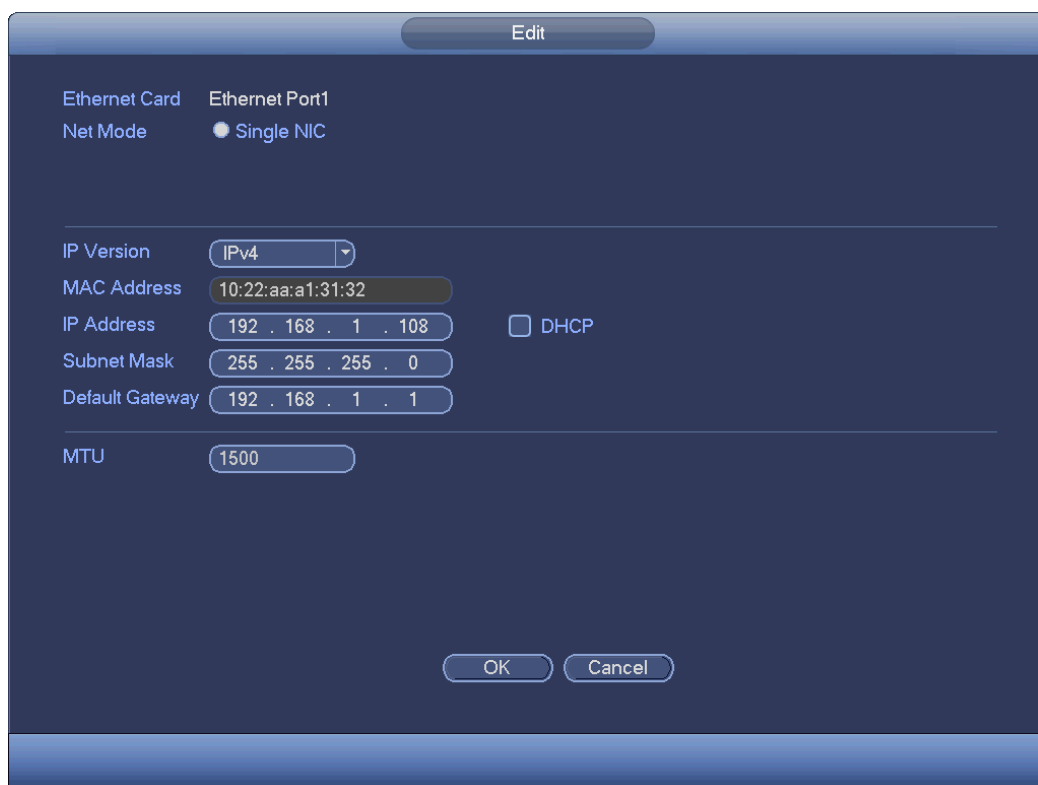 Edit
Ethernet Card Ethernet Port1
Net Mode Single NIC
IP Version IPv4
MAC Address 10:22:aa:a1:31:32
IP Address 192 . 168 . 1 . 108 DHCP
Subnet Mask 255 . 255 . 255 . 0
Default Gateway 192 . 168 . 1 . 1
MTU 1500
OK Cancel